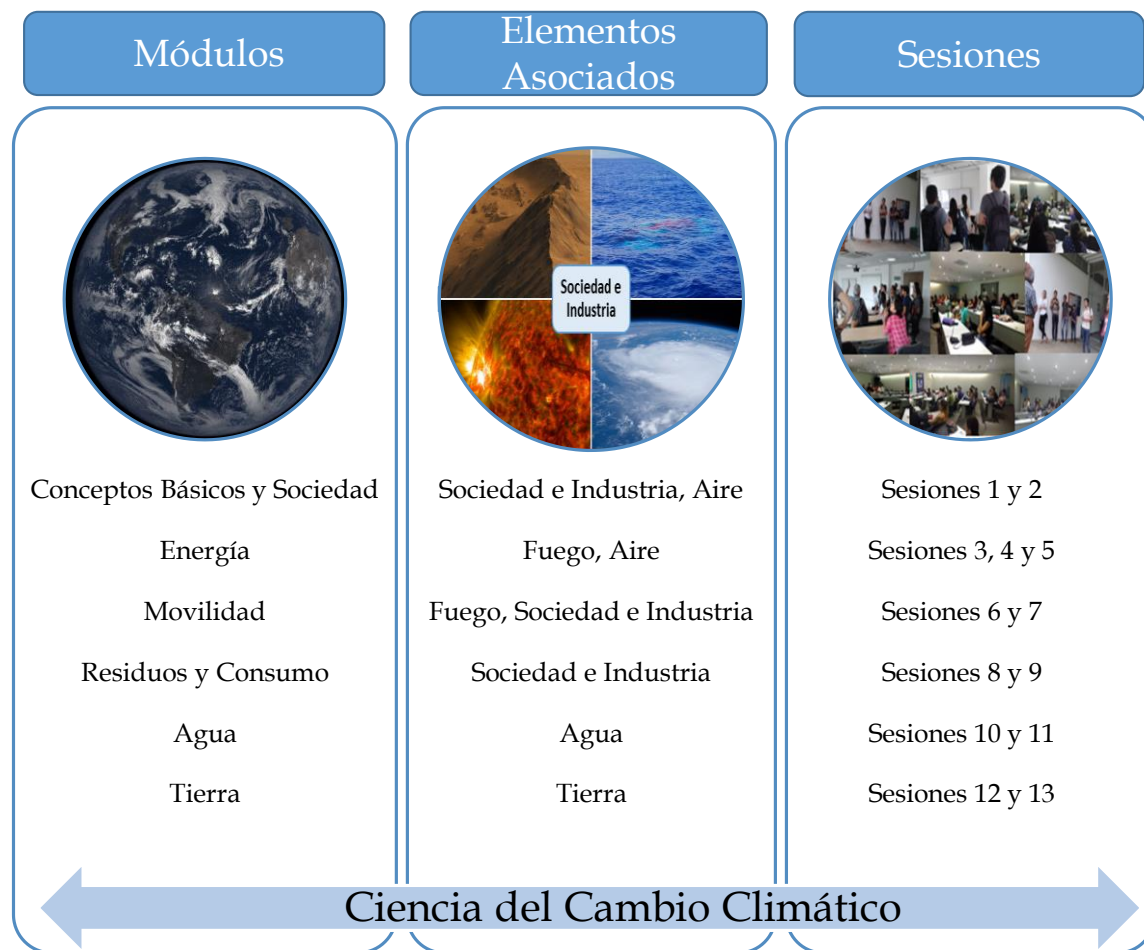 Módulos
Elementos
Asociados
Sesiones
Sociedad e
Industria
Conceptos Básicos y Sociedad
Sociedad e Industria, Aire
Sesiones 1 y 2
Energía
Fuego, Aire
Sesiones 3, 4 y 5
Movilidad
Fuego, Sociedad e Industria
Sesiones 6 y 7
Residuos y Consumo
Sociedad e Industria
Sesiones 8 y 9
Agua
Agua
Sesiones 10 y 11
Tierra
Tierra
Sesiones 12 y 13
Ciencia del Cambio Climático